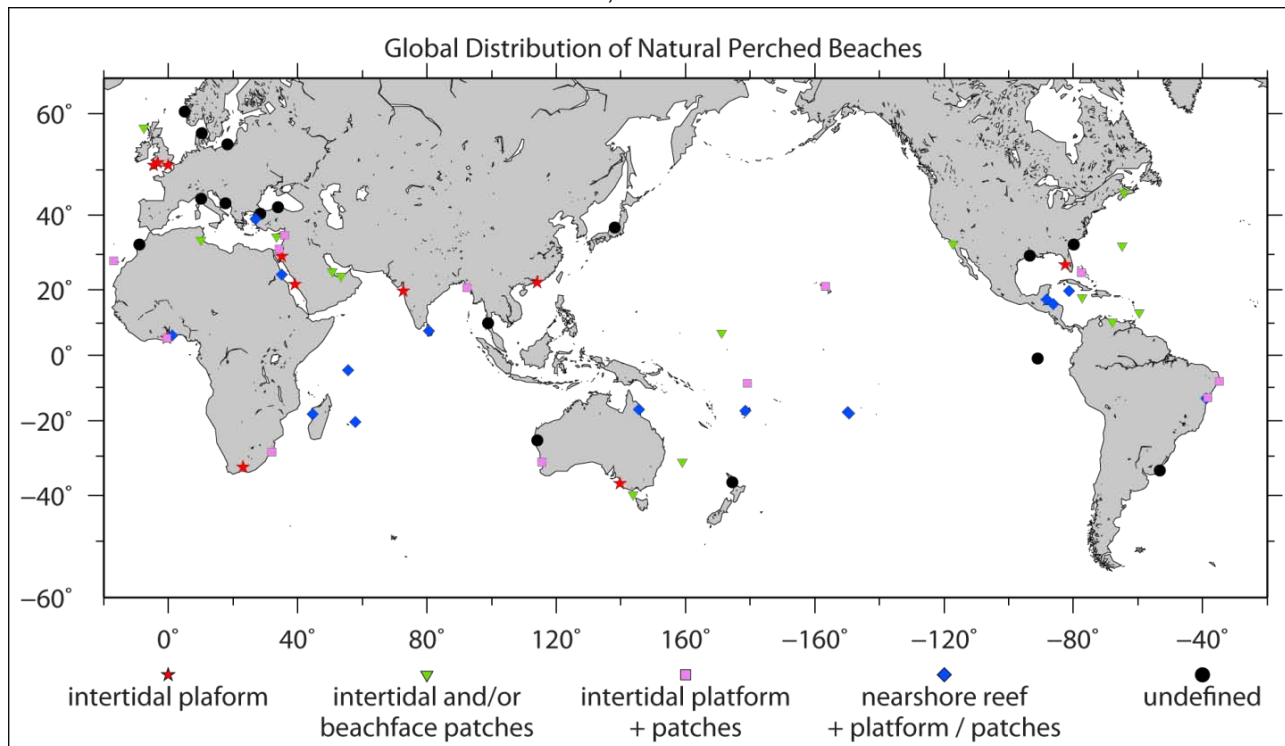 Global Distribution of Natural Perched Beaches
60°
40°
20°
0°
−20°
−40°
−60°
0° 40° 80° 120° 160° −160° −120° −80° −40°
intertidal plaform
intertidal and/or
beachface patches
intertidal platform
+ patches
nearshore reef
+ platform / patches
undefined